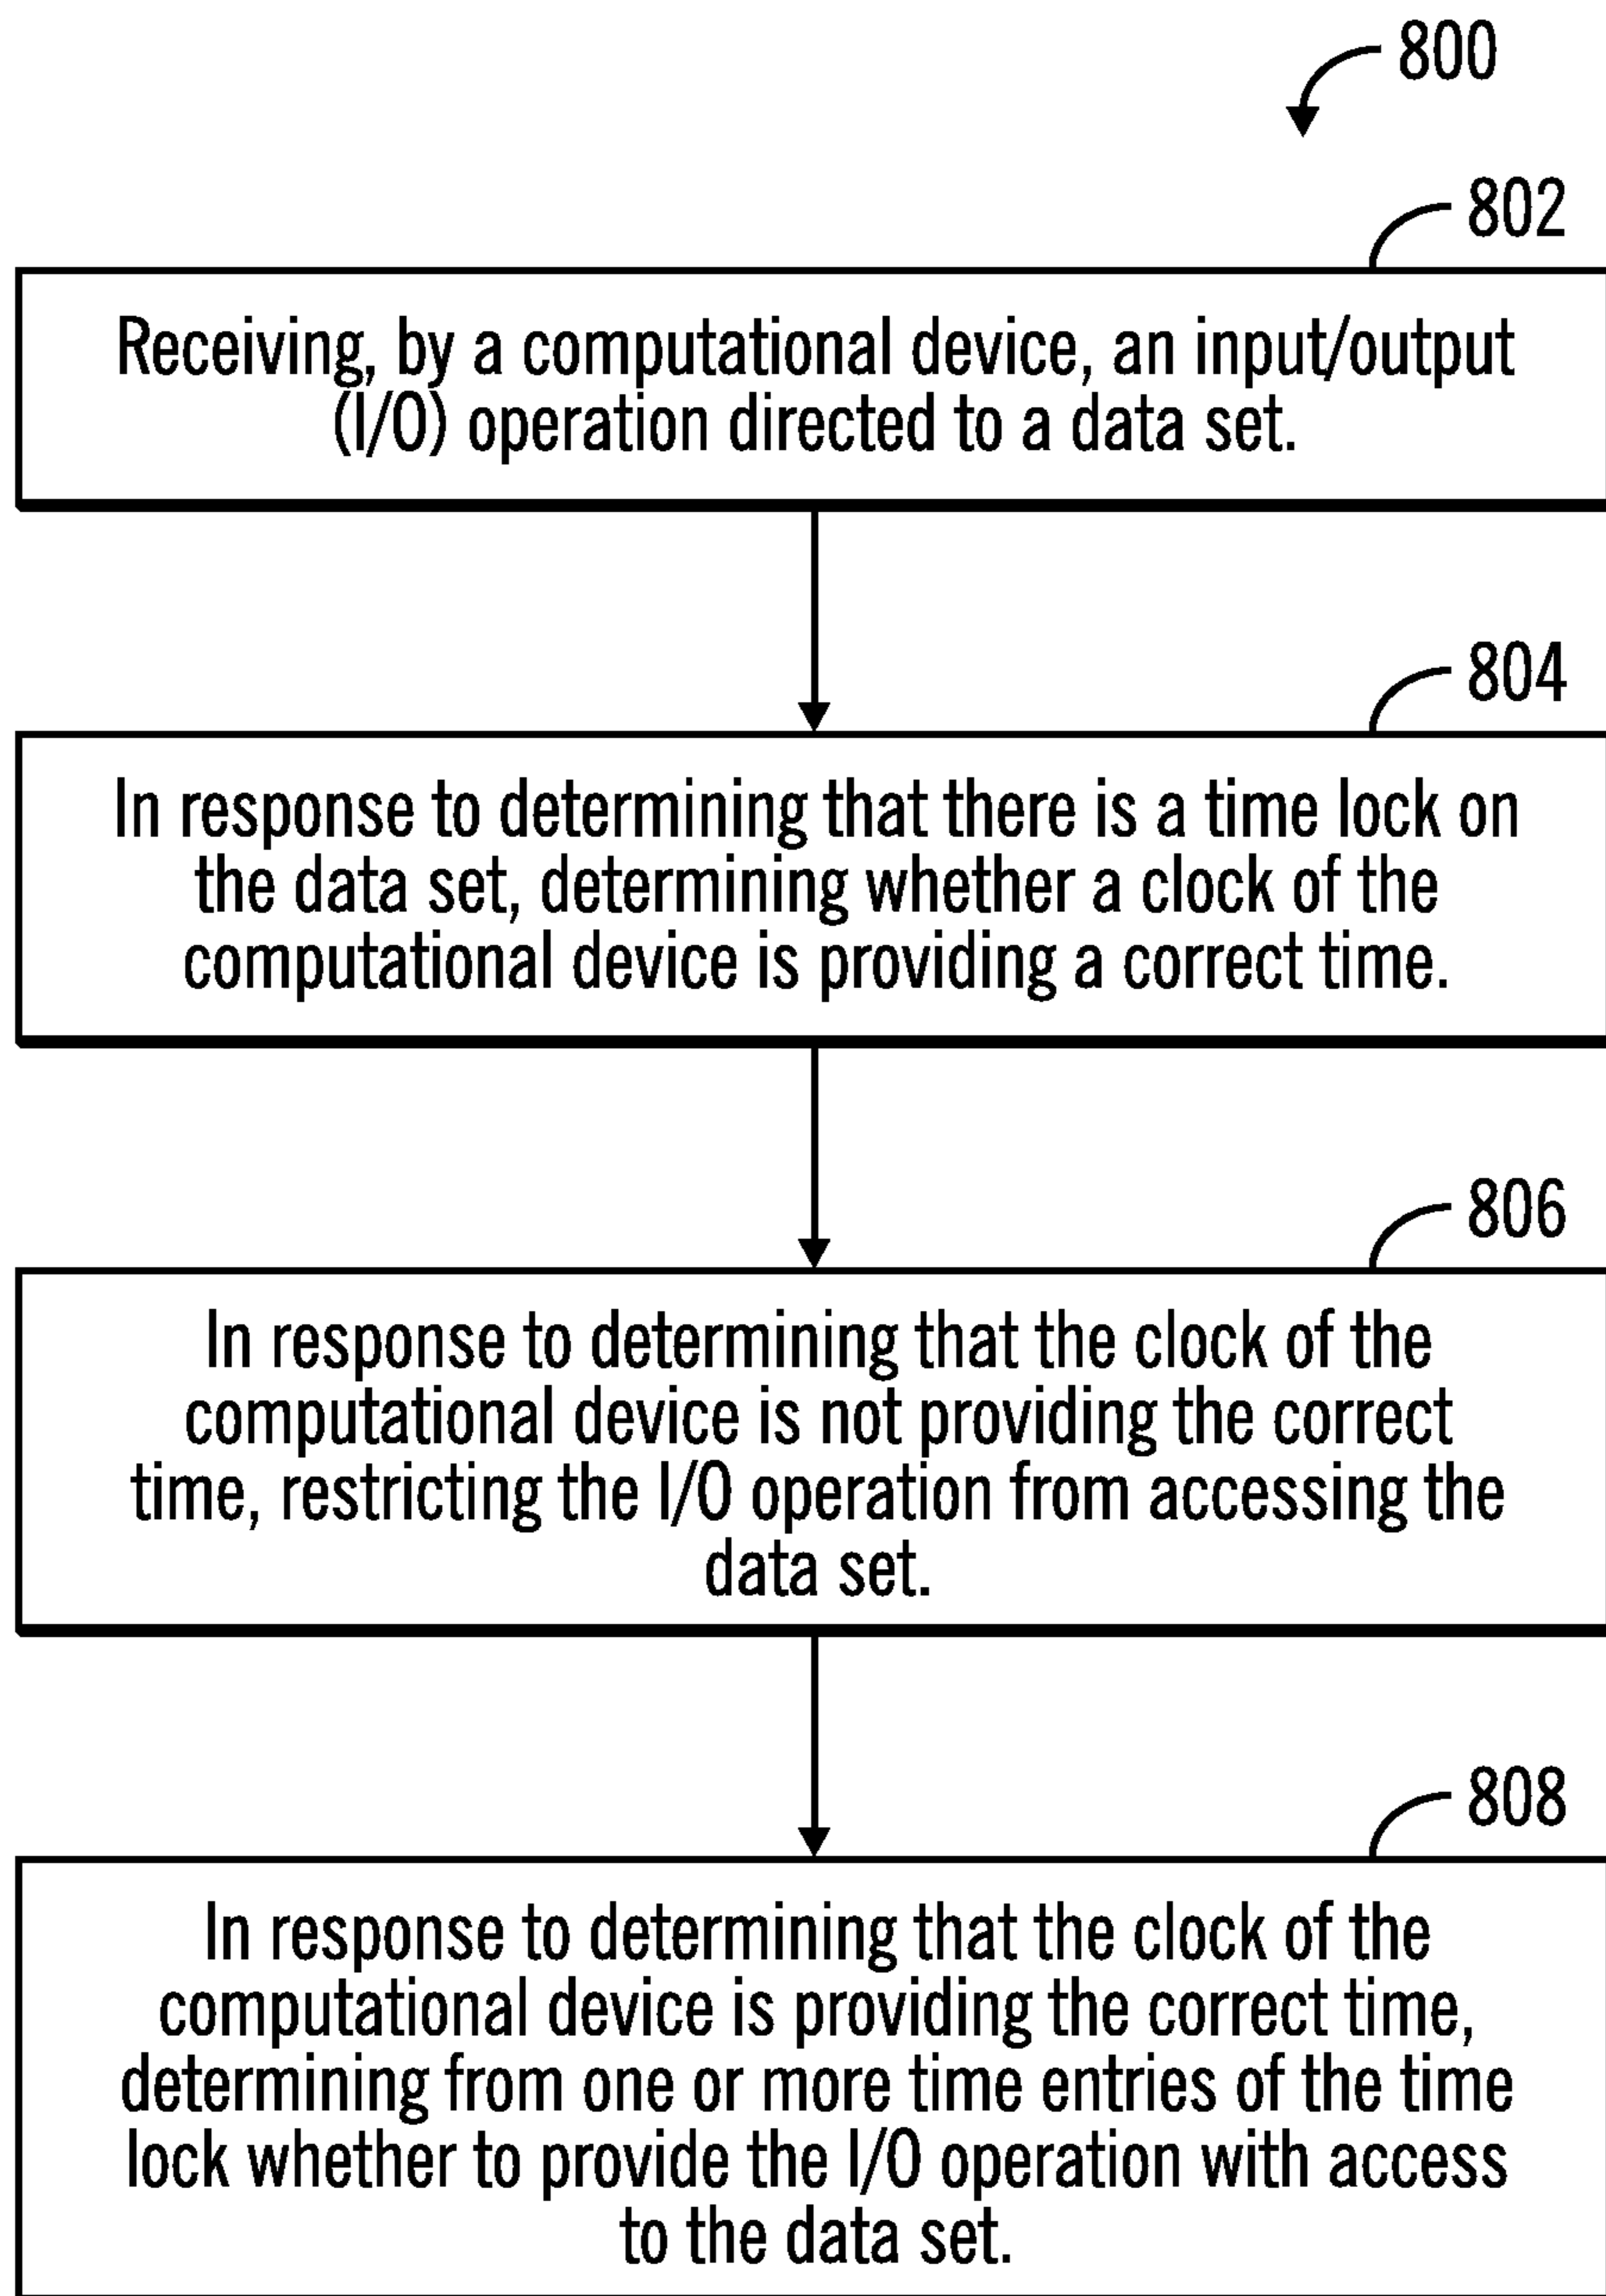 800
802
Receiving, by a computational device, an input/output
(I/O) operation directed to a data set.
804
In response to determining that there is a time lock on
the data set, determining whether a clock of the
computational device is providing a correct time.
806
In response to determining that the clock of the
computational device is not providing the correct
time, restricting the I/O operation from accessing the
data set.
808
In response to determining that the clock of the
computational device is providing the correct time,
determining from one or more time entries of the time
lock whether to provide the I/O operation with access
to the data set.